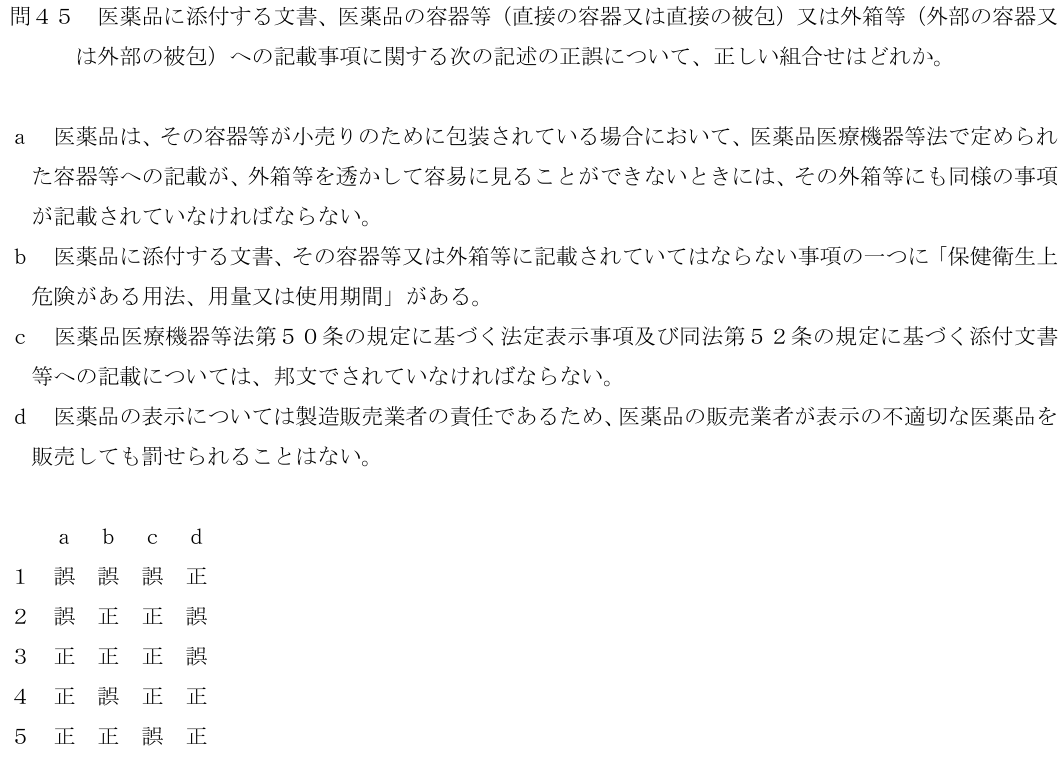 問４５　医薬品に添付する文書、医薬品の容器等（直接の容器又は直接の被包）又は外箱等（外部の容器又
は外部の被包）への記載事項に関する次の記述の正誤について、正しい組合せはどれか。
a　医薬品は、その容器等が小売りのために包装されている場合において、医薬品医療機器等法で定められ
た容器等への記載が、外箱等を透かして容易に見ることができないときには、その外箱等にも同様の事項
が記載されていなければならない。
b　医薬品に添付する文書、その容器等又は外箱等に記載されていてはならない事項の一つに「保健衛生上
危険がある用法、用量又は使用期間」がある。
c　医薬品医療機器等法第５０条の規定に基づく法定表示事項及び同法第５２条の規定に基づく添付文書
等への記載については、邦文でされていなければならない。
d　医薬品の表示については製造販売業者の責任であるため、医薬品の販売業者が表示の不適切な医薬品を
販売しても罰せられることはない。
a　b　c　d
１　誤　誤　誤　正
２　誤　正　正　誤
３　正　正　正　誤
４　正　誤　正　正
５　正　正　誤　正